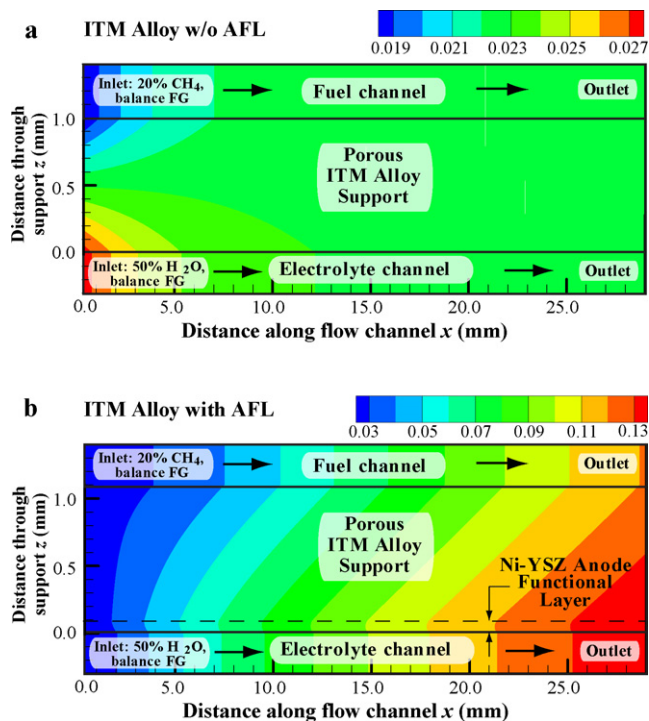 a ITM Alloy w/o AFL
0.019 0.021 0.023 0.025 0.027
Inlet: 20% CH4,
balance FG
Fuel channel
Outlet
Distance through
support z (mm)
1.0
0.5
0.0
Porous
ITM Alloy
Support
Inlet: 50% H2O,
balance FG
Electrolyte channel
Outlet
0.0 5.0 10.0 15.0 20.0 25.0
Distance along flow channel x (mm)
b ITM Alloy with AFL
0.03 0.05 0.07 0.09 0.11 0.13
Inlet: 20% CH4,
balance FG
Fuel channel
Outlet
Distance through
support z (mm)
1.0
0.5
0.0
Porous
ITM Alloy
Support
Ni-YSZ Anode
Functional
Layer
Inlet: 50% H2O,
balance FG
Electrolyte channel
Outlet
0.0 5.0 10.0 15.0 20.0 25.0
Distance along flow channel x (mm)